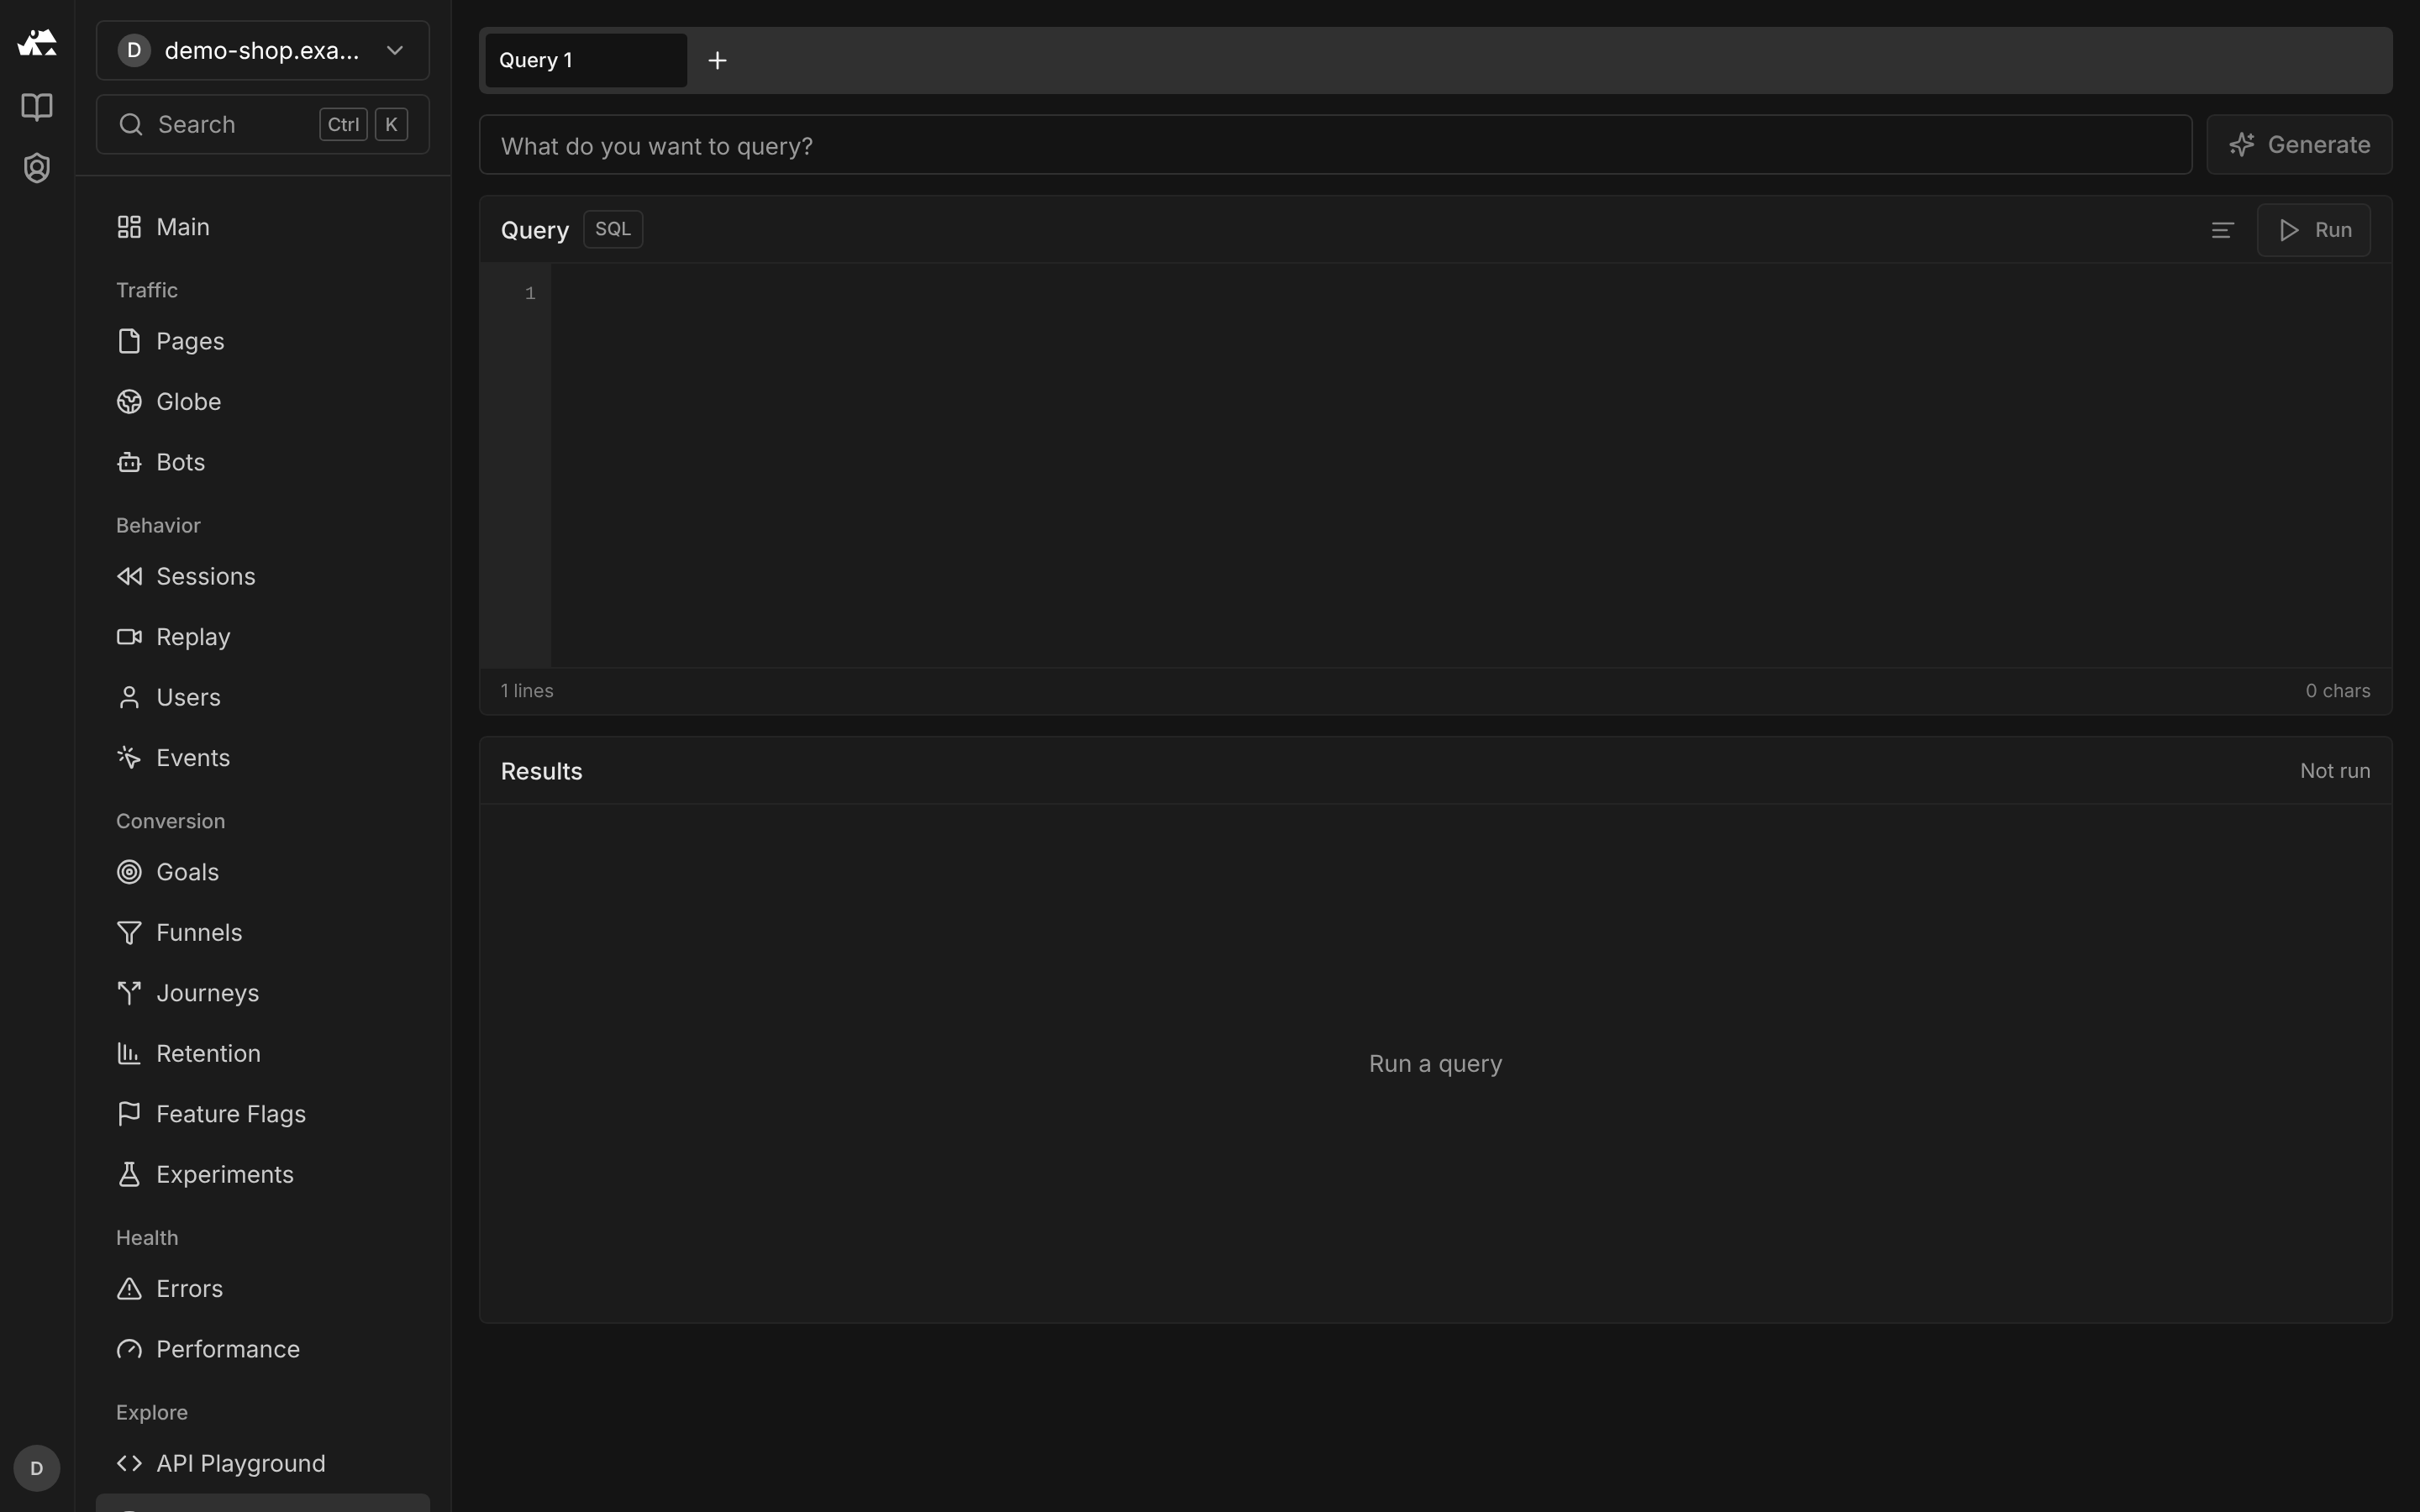 D demo-shop.exa...
Search Ctrl K
Main
Traffic
Pages
Globe
Bots
Behavior
Sessions
Replay
Users
Events
Conversion
Goals
Funnels
Journeys
Retention
Feature Flags
Experiments
Health
Errors
Performance
Explore
API Playground
D
Query 1
What do you want to query? Generate
Query SQL Run
1
1 lines 0 chars
Results Not run
Run a query